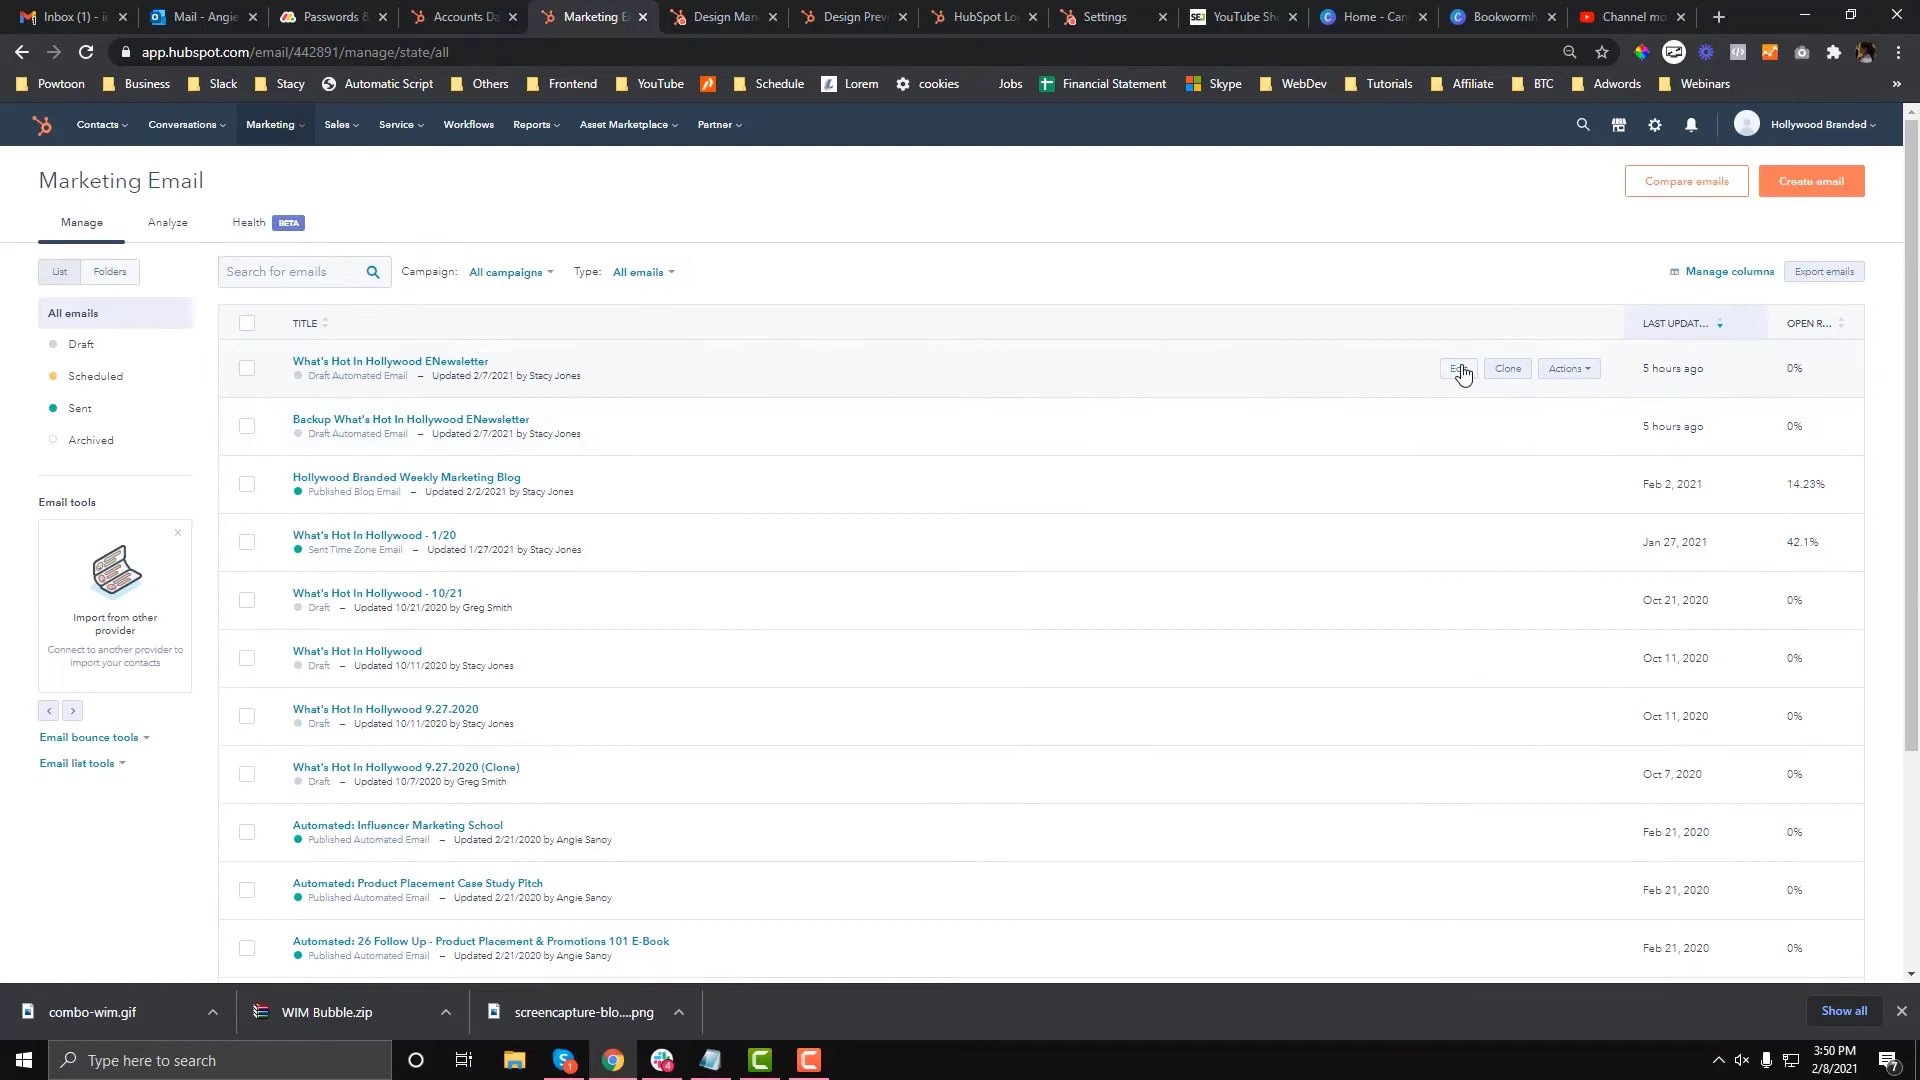 Inbox (1) - ir
Mail - Angie
Passwords &
Accounts Da
Marketing E
Design Man
Design Prev
HubSpot Lo
Settings
SEJ YouTube Sh
Home - Can
Bookwormh
Channel mo
app.hubspot.com/email/442891/manage/state/all
Powtoon
Business
Slack
Stacy
Automatic Script
Others
Frontend
YouTube
Schedule
Lorem
cookies
Jobs
Financial Statement
Skype
WebDev
Tutorials
Affiliate
BTC
Adwords
Webinars
»
Contacts
Conversations
Marketing
Sales
Service
Workflows
Reports
Asset Marketplace
Partner
Hollywood Branded
Marketing Email
Compare emails
Create email
Manage
Analyze
Health BETA
List
Folders
Search for emails
Campaign: All campaigns
Type: All emails
Manage columns
Export emails
All emails
Draft
Scheduled
Sent
Archived
Email tools
Import from other
provider
Connect to another provider to
import your contacts
Email bounce tools
Email list tools
TITLE
LAST UPDAT...
OPEN R...
What's Hot In Hollywood ENewsletter
Draft Automated Email – Updated 2/7/2021 by Stacy Jones
Clone
Actions
5 hours ago
0%
Backup What's Hot In Hollywood ENewsletter
Draft Automated Email – Updated 2/7/2021 by Stacy Jones
5 hours ago
0%
Hollywood Branded Weekly Marketing Blog
Published Blog Email – Updated 2/2/2021 by Stacy Jones
Feb 2, 2021
14.23%
What's Hot In Hollywood - 1/20
Sent Time Zone Email – Updated 1/27/2021 by Stacy Jones
Jan 27, 2021
42.1%
What's Hot In Hollywood - 10/21
Draft – Updated 10/21/2020 by Greg Smith
Oct 21, 2020
0%
What's Hot In Hollywood
Draft – Updated 10/11/2020 by Stacy Jones
Oct 11, 2020
0%
What's Hot In Hollywood 9.27.2020
Draft – Updated 10/11/2020 by Stacy Jones
Oct 11, 2020
0%
What's Hot In Hollywood 9.27.2020 (Clone)
Draft – Updated 10/7/2020 by Greg Smith
Oct 7, 2020
0%
Automated: Influencer Marketing School
Published Automated Email – Updated 2/21/2020 by Angie Sanoy
Feb 21, 2020
0%
Automated: Product Placement Case Study Pitch
Published Automated Email – Updated 2/21/2020 by Angie Sanoy
Feb 21, 2020
0%
Automated: 26 Follow Up - Product Placement & Promotions 101 E-Book
Published Automated Email – Updated 2/21/2020 by Angie Sanoy
Feb 21, 2020
0%
combo-wim.gif
WIM Bubble.zip
screencapture-blo....png
Show all
Type here to search
3:50 PM
2/8/2021